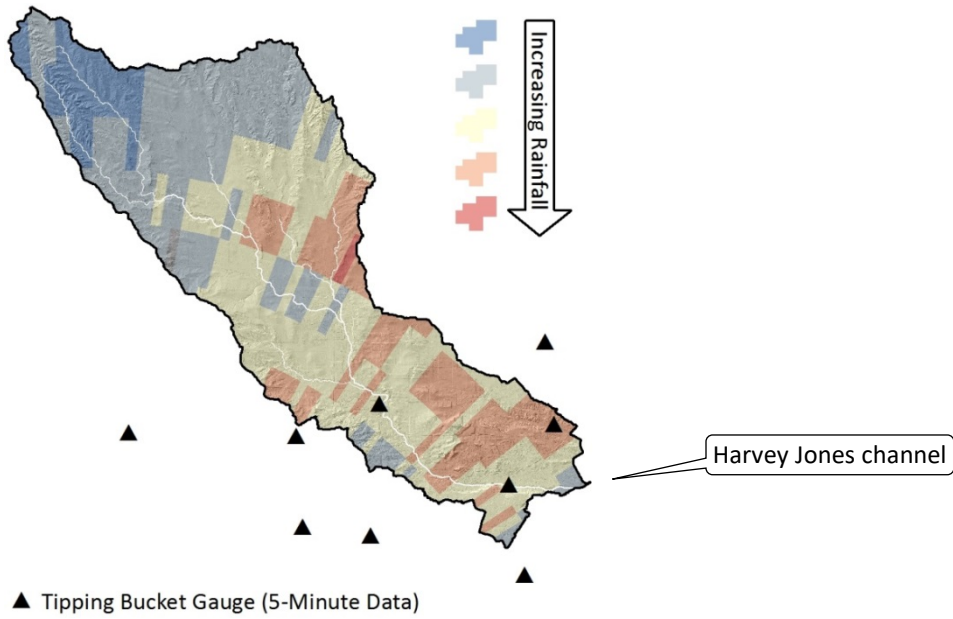 Increasing Rainfall
Harvey Jones channel
Tipping Bucket Gauge (5-Minute Data)